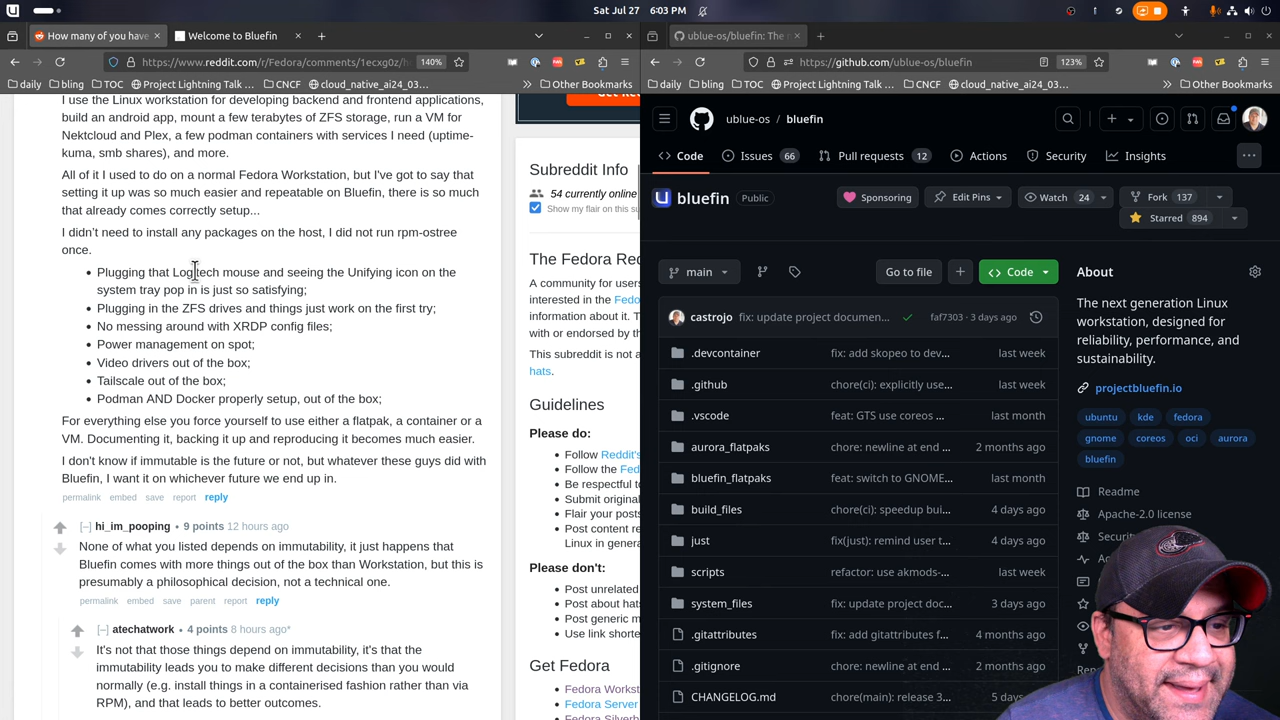 Sat Jul 27 6:03 PM
How many of you have
Welcome to Bluefin
https://www.reddit.com/r/Fedora/comments/1ecxg0z/h
140%
daily
bling
TOC
Project Lightning Talk …
CNCF
cloud_native_ai24_03…
Other Bookmarks
I use the Linux workstation for developing backend and frontend applications,
build an android app, mount a few terabytes of ZFS storage, run a VM for
Nektcloud and Plex, a few podman containers with services I need (uptime-
kuma, smb shares), and more.
All of it I used to do on a normal Fedora Workstation, but I've got to say that
setting it up was so much easier and repeatable on Bluefin, there is so much
that already comes correctly setup...
I didn't need to install any packages on the host, I did not run rpm-ostree
once.
Plugging that Logitech mouse and seeing the Unifying icon on the
system tray pop in is just so satisfying;
Plugging in the ZFS drives and things just work on the first try;
No messing around with XRDP config files;
Power management on spot;
Video drivers out of the box;
Tailscale out of the box;
Podman AND Docker properly setup, out of the box;
For everything else you force yourself to use either a flatpak, a container or a
VM. Documenting it, backing it up and reproducing it becomes much easier.
I don't know if immutable is the future or not, but whatever these guys did with
Bluefin, I want it on whichever future we end up in.
permalink embed save report reply
[–] hi_im_pooping • 9 points 12 hours ago
None of what you listed depends on immutability, it just happens that
Bluefin comes with more things out of the box than Workstation, but this is
presumably a philosophical decision, not a technical one.
permalink embed save parent report reply
[–] atechatwork • 4 points 8 hours ago*
It's not that those things depend on immutability, it's that the
immutability leads you to make different decisions than you would
normally (e.g. install things in a containerised fashion rather than via
RPM), and that leads to better outcomes.
Subreddit Info
54 currently online
Show my flair on this su
The Fedora Red
A community for users
interested in the Fedo
information about it. T
with or endorsed by th
This subreddit is not a
hats.
Guidelines
Please do:
Follow Reddit's
Follow the Fed
Be respectful to
Submit original
Flair your posts
Post content re
Linux in genera
Please don't:
Post unrelated
Post about hats
Post generic m
Use link shorte
Get Fedora
Fedora Workst
Fedora Server
Fedora Silverb
ublue-os/bluefin: The n
https://github.com/ublue-os/bluefin
123%
daily
bling
TOC
Project Lightning Talk …
CNCF
cloud_native_ai24_03…
Other Bookmarks
ublue-os / bluefin
Code
Issues 66
Pull requests 12
Actions
Security
Insights
bluefin Public
Sponsoring
Edit Pins
Watch 24
Fork 137
Starred 894
main
Go to file
Code
castrojo fix: update project documen… faf7303 · 3 days ago
.devcontainer fix: add skopeo to dev… last week
.github chore(ci): explicitly use… last week
.vscode feat: GTS use coreos … last month
aurora_flatpaks chore: newline at end … 2 months ago
bluefin_flatpaks feat: switch to GNOME… last month
build_files chore(ci): speedup bui… 4 days ago
just fix(just): remind user t… 4 days ago
scripts refactor: use akmods-… last week
system_files fix: update project doc… 3 days ago
.gitattributes fix: add gitattributes f… 4 months ago
.gitignore chore: newline at end … 2 months ago
CHANGELOG.md chore(main): release 3… 5 days
About
The next generation Linux
workstation, designed for
reliability, performance, and
sustainability.
projectbluefin.io
ubuntu kde fedora
gnome coreos oci aurora
bluefin
Readme
Apache-2.0 license